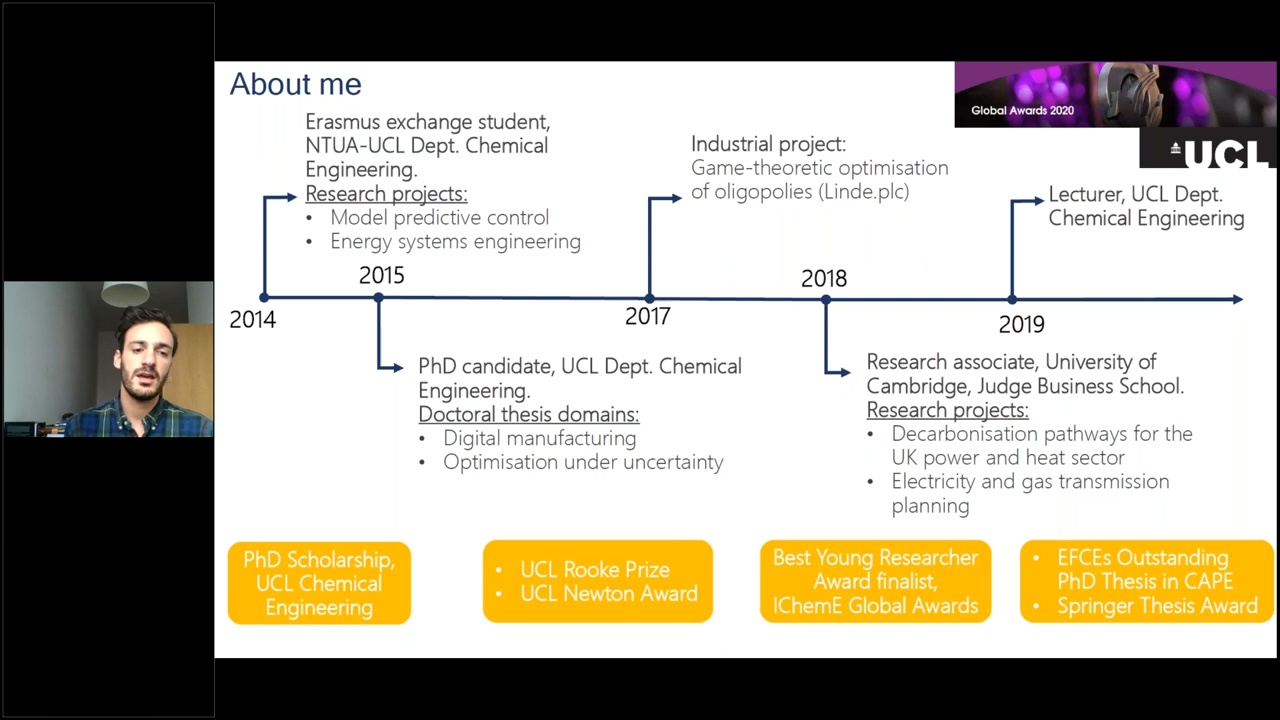 About me
Global Awards 2020
UCL
Erasmus exchange student,
NTUA-UCL Dept. Chemical
Engineering.
Research projects:
• Model predictive control
• Energy systems engineering
Industrial project:
Game-theoretic optimisation
of oligopolies (Linde.plc)
Lecturer, UCL Dept.
Chemical Engineering
2014
2015
2017
2018
2019
PhD candidate, UCL Dept. Chemical
Engineering.
Doctoral thesis domains:
• Digital manufacturing
• Optimisation under uncertainty
Research associate, University of
Cambridge, Judge Business School.
Research projects:
• Decarbonisation pathways for the
UK power and heat sector
• Electricity and gas transmission
planning
PhD Scholarship,
UCL Chemical
Engineering
• UCL Rooke Prize
• UCL Newton Award
Best Young Researcher
Award finalist,
IChemE Global Awards
• EFCEs Outstanding
PhD Thesis in CAPE
• Springer Thesis Award